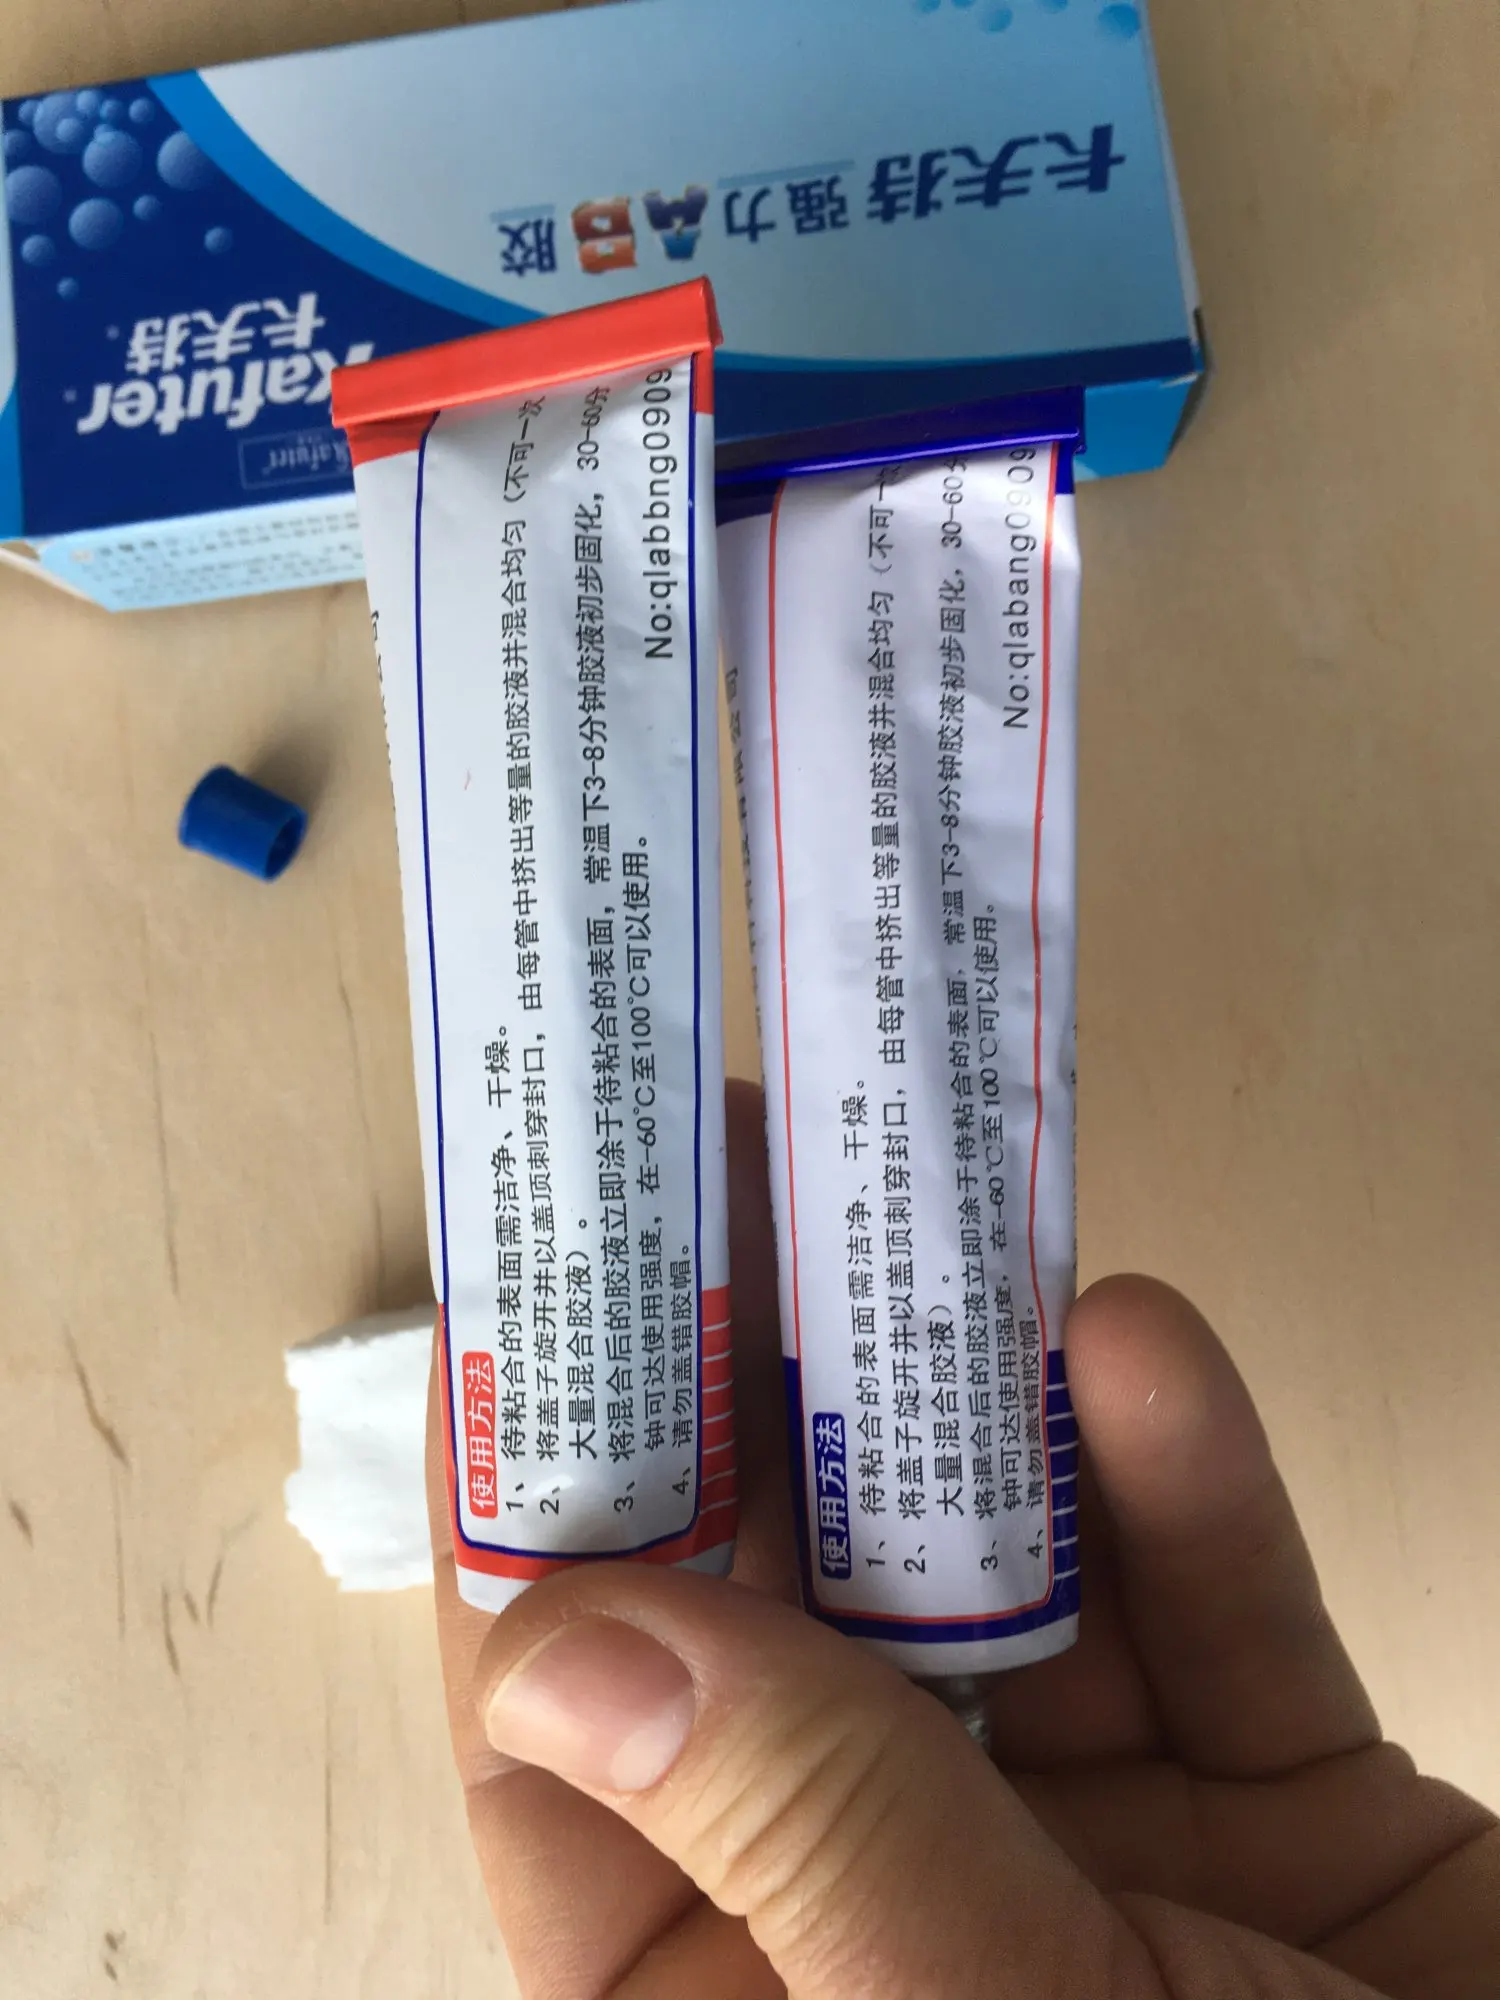 卡夫特 强力 AB 胶
Kafuter
卡夫特
Kafuter
使用方法
1、待粘合的表面需洁净、干燥。
2、将盖子旋开并以盖顶刺穿封口，由每管中挤出等量的胶液并混合均匀（不可一次
大量混合胶液）。
3、将混合后的胶液立即涂于待粘合的表面，常温下3-8分钟胶液初步固化，30-60分
钟可达使用强度，在-60℃至100℃可以使用。
4、请勿盖错胶帽。
No:qlabbng0909
使用方法
1、待粘合的表面需洁净、干燥。
2、将盖子旋开并以盖顶刺穿封口，由每管中挤出等量的胶液并混合均匀（不可一次
大量混合胶液）。
3、将混合后的胶液立即涂于待粘合的表面，常温下3-8分钟胶液初步固化，30-60分
钟可达使用强度，在-60℃至100℃可以使用。
4、请勿盖错胶帽。
No:qlabang0909
公司